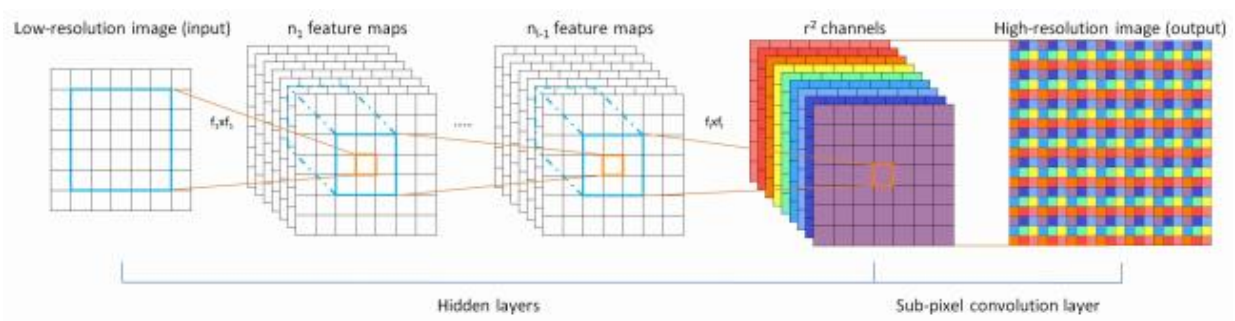 Low-resolution image (input)
n₁ feature maps
nₗ₋₁ feature maps
r² channels
High-resolution image (output)
f₁xf₁
.....
fₗxfₗ
Hidden layers
Sub-pixel convolution layer